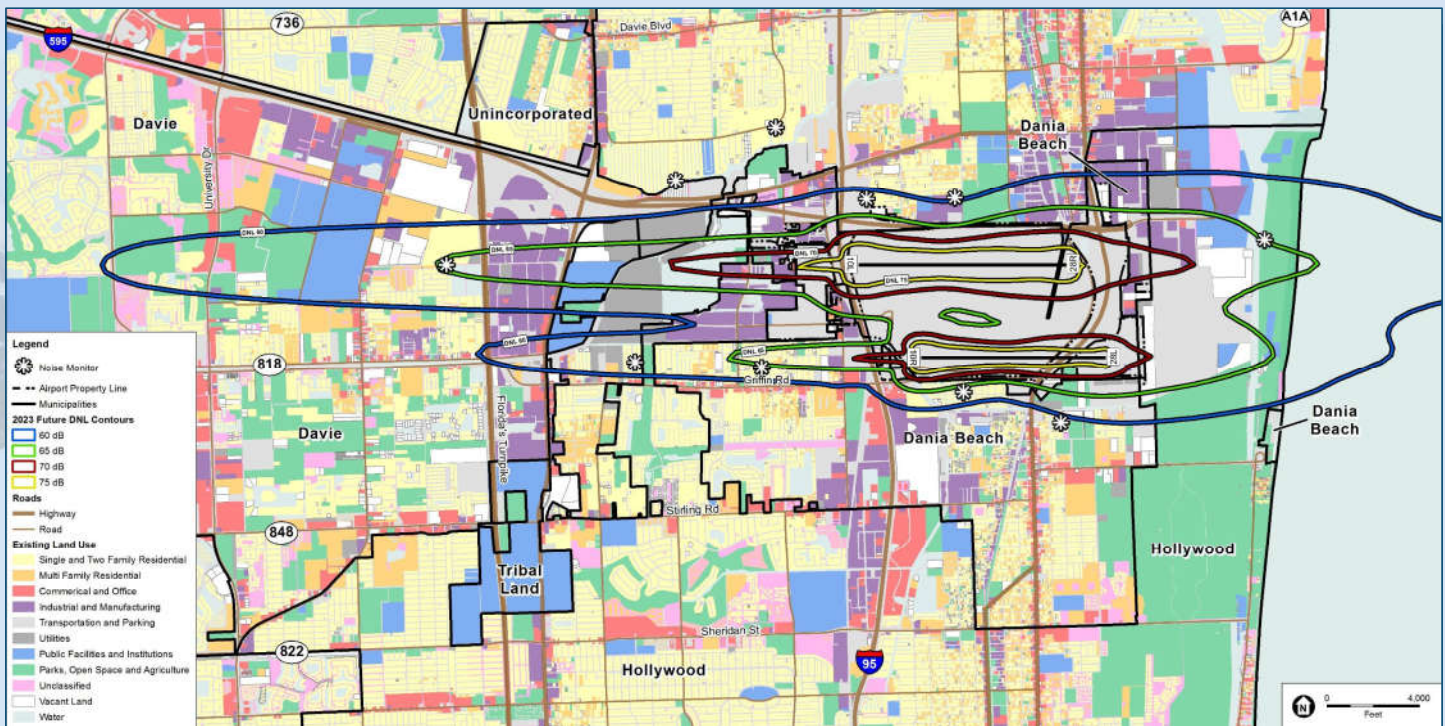 736
Davie Blvd
A1A
595
Davie
Unincorporated
Dania
Beach
University Dr
DNL 60
DNL 65
DNL 70
10L
28R
DNL 75
Legend
Noise Monitor
Airport Property Line
Municipalities
2023 Future DNL Contours
60 dB
65 dB
70 dB
75 dB
Roads
Highway
Road
Existing Land Use
Single and Two Family Residential
Multi Family Residential
Commerical and Office
Industrial and Manufacturing
Transportation and Parking
Utilities
Public Facilities and Institutions
Parks, Open Space and Agriculture
Unclassified
Vacant Land
Water
818
DNL 60
DNL 65
10R
28L
Griffin Rd
Florida's Turnpike
Davie
Dania Beach
Dania
Beach
Stirling Rd
848
Tribal
Land
Hollywood
Sheridan St
822
Hollywood
95
N
0 4,000
Feet